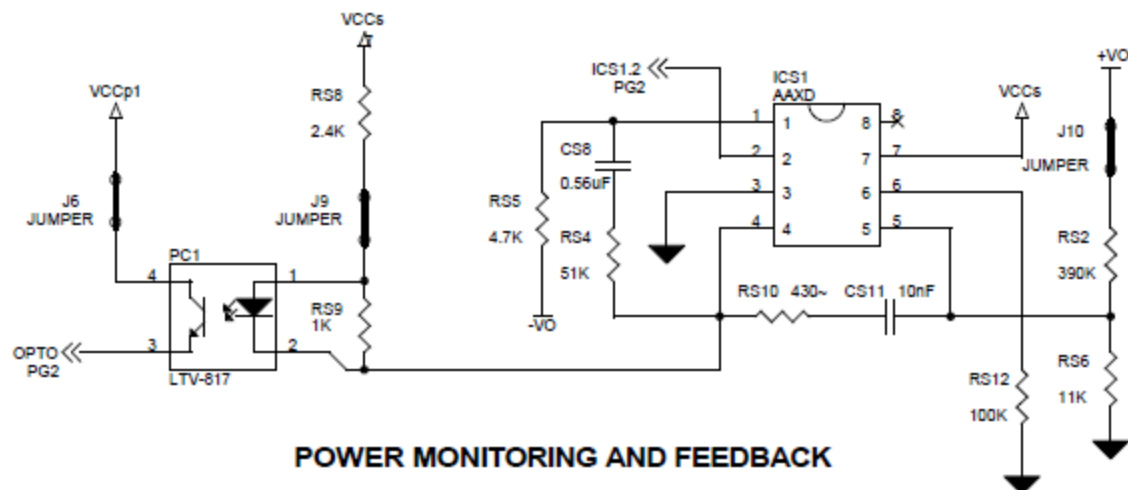 VCCs
VCCp1
RS8
2.4K
J6
JUMPER
J9
JUMPER
PC1
4
1
3
2
RS9
1K
OPTO
PG2
LTV-817
ICS1.2
PG2
ICS1
AAXD
+VO
VCCs
J10
JUMPER
CS8
0.56uF
RS5
4.7K
RS4
51K
-VO
1
2
3
4
1
2
3
4
8
7
6
5
8
7
6
5
RS2
390K
RS10 430~ CS11 10nF
RS12
100K
RS6
11K
POWER MONITORING AND FEEDBACK